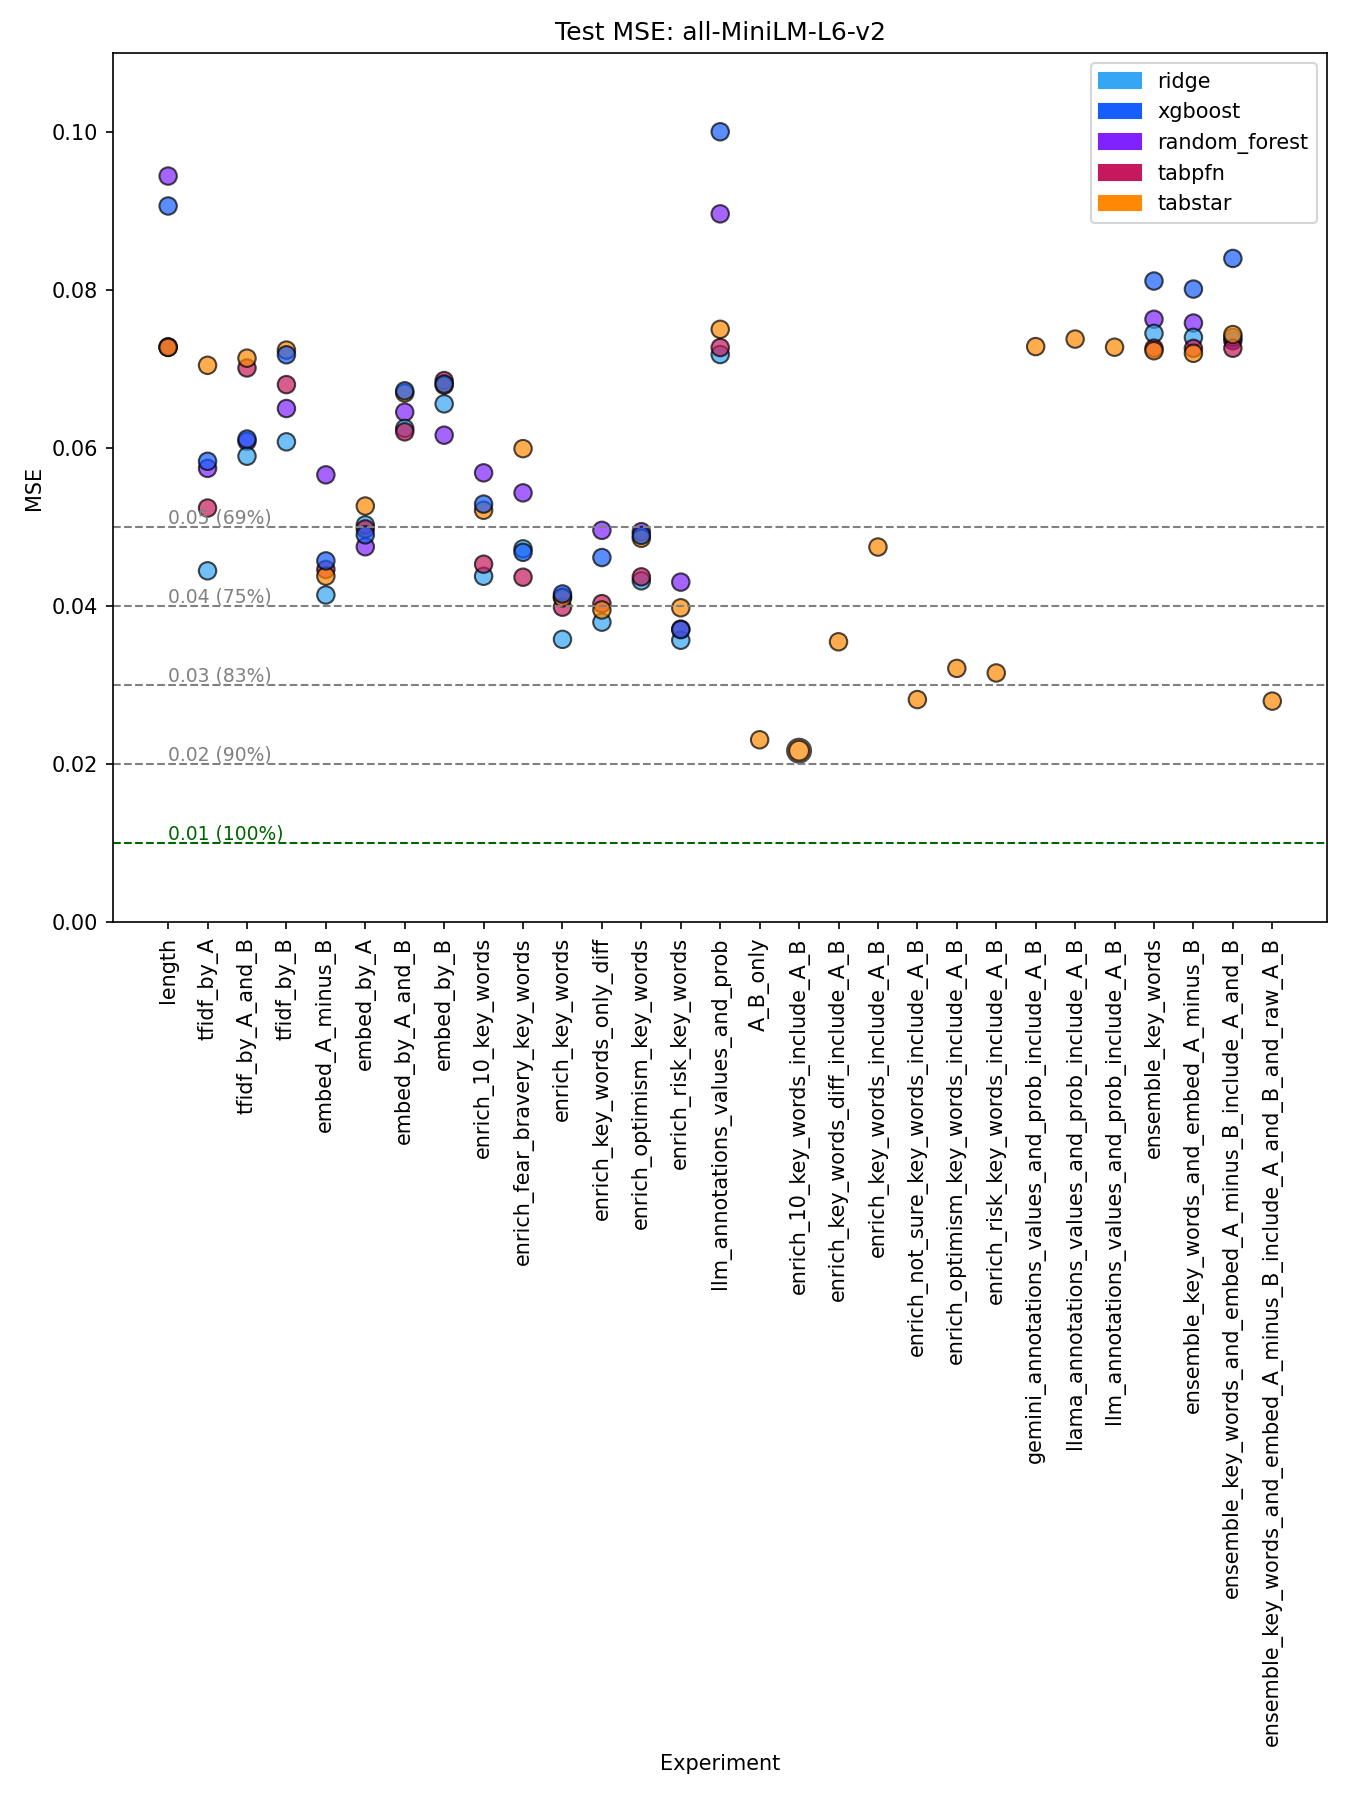 Test MSE: all-MiniLM-L6-v2
ridge
xgboost
random_forest
tabpfn
tabstar
MSE
0.10
0.08
0.06
0.04
0.02
0.00
0.05 (69%)
0.04 (75%)
0.03 (83%)
0.02 (90%)
0.01 (100%)
length
tfidf_by_A
tfidf_by_A_and_B
tfidf_by_B
embed_A_minus_B
embed_by_A
embed_by_A_and_B
embed_by_B
enrich_10_key_words
enrich_fear_bravery_key_words
enrich_key_words
enrich_key_words_only_diff
enrich_optimism_key_words
enrich_risk_key_words
llm_annotations_values_and_prob
A_B_only
enrich_10_key_words_include_A_B
enrich_key_words_diff_include_A_B
enrich_key_words_include_A_B
enrich_not_sure_key_words_include_A_B
enrich_optimism_key_words_include_A_B
enrich_risk_key_words_include_A_B
gemini_annotations_values_and_prob_include_A_B
llama_annotations_values_and_prob_include_A_B
llm_annotations_values_and_prob_include_A_B
ensemble_key_words
ensemble_key_words_and_embed_A_minus_B
ensemble_key_words_and_embed_A_minus_B_include_A_and_B
ensemble_key_words_and_embed_A_minus_B_include_A_and_B_and_raw_A_B
Experiment